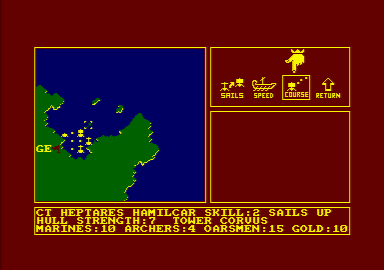 SAILS SPEED COURSE RETURN
GE
CT HEPTARES HAMILCAR SKILL:2 SAILS UP
HULL STRENGTH:7 TOWER CORVUS
MARINES:10 ARCHERS:4 OARSMEN:15 GOLD:10